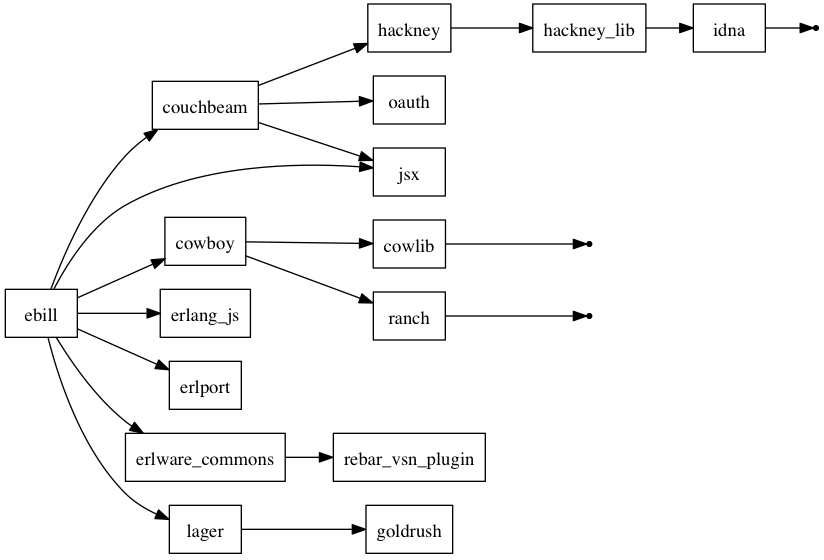 hackney
hackney_lib
idna
couchbeam
oauth
jsx
cowboy
cowlib
ebill
erlang_js
ranch
erlport
erlware_commons
rebar_vsn_plugin
lager
goldrush